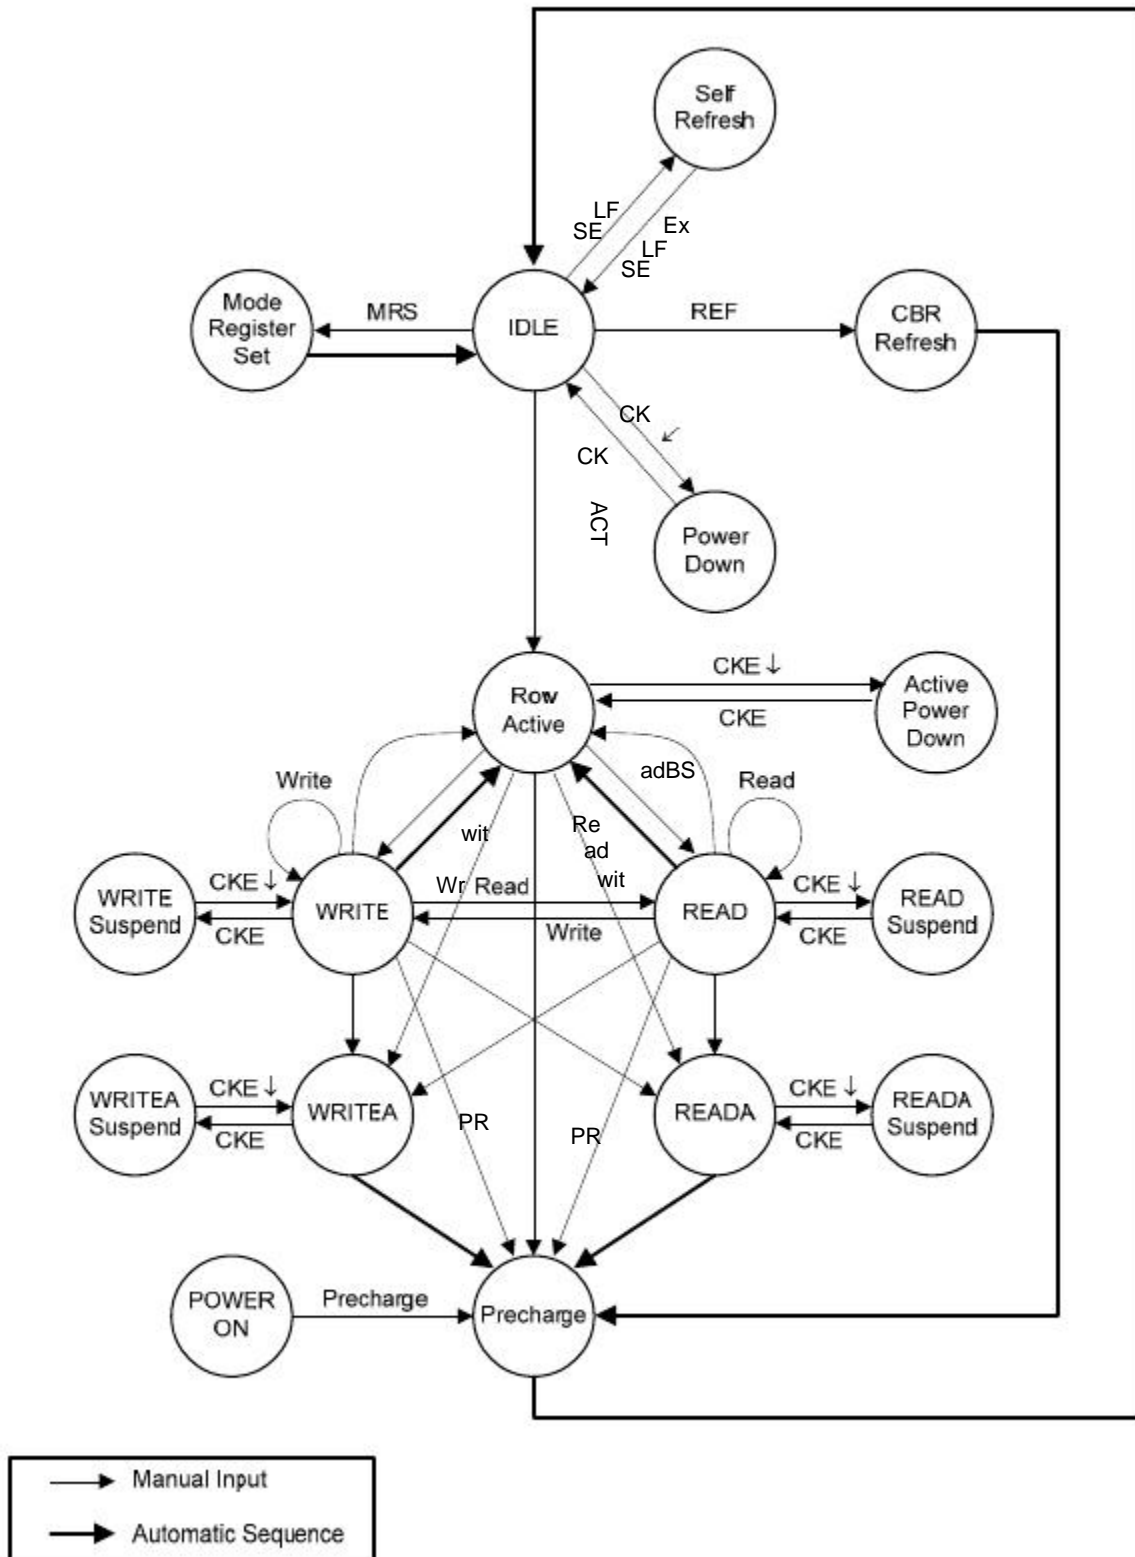 Self
Refresh
LF
SE
Ex
LF
SE
Mode
Register
Set
MRS
IDLE
REF
CBR
Refresh
CK
↙
CK
ACT
Power
Down
Row
Active
CKE ↓
CKE
Active
Power
Down
Write
adBS
Read
wit
Re
ad
wit
WRITE
Suspend
CKE ↓
CKE
WRITE
Wr
Read
Write
READ
CKE ↓
CKE
READ
Suspend
WRITEA
Suspend
CKE ↓
CKE
WRITEA
PR
PR
READA
CKE ↓
CKE
READA
Suspend
POWER
ON
Precharge
Precharge
Manual Input
Automatic Sequence